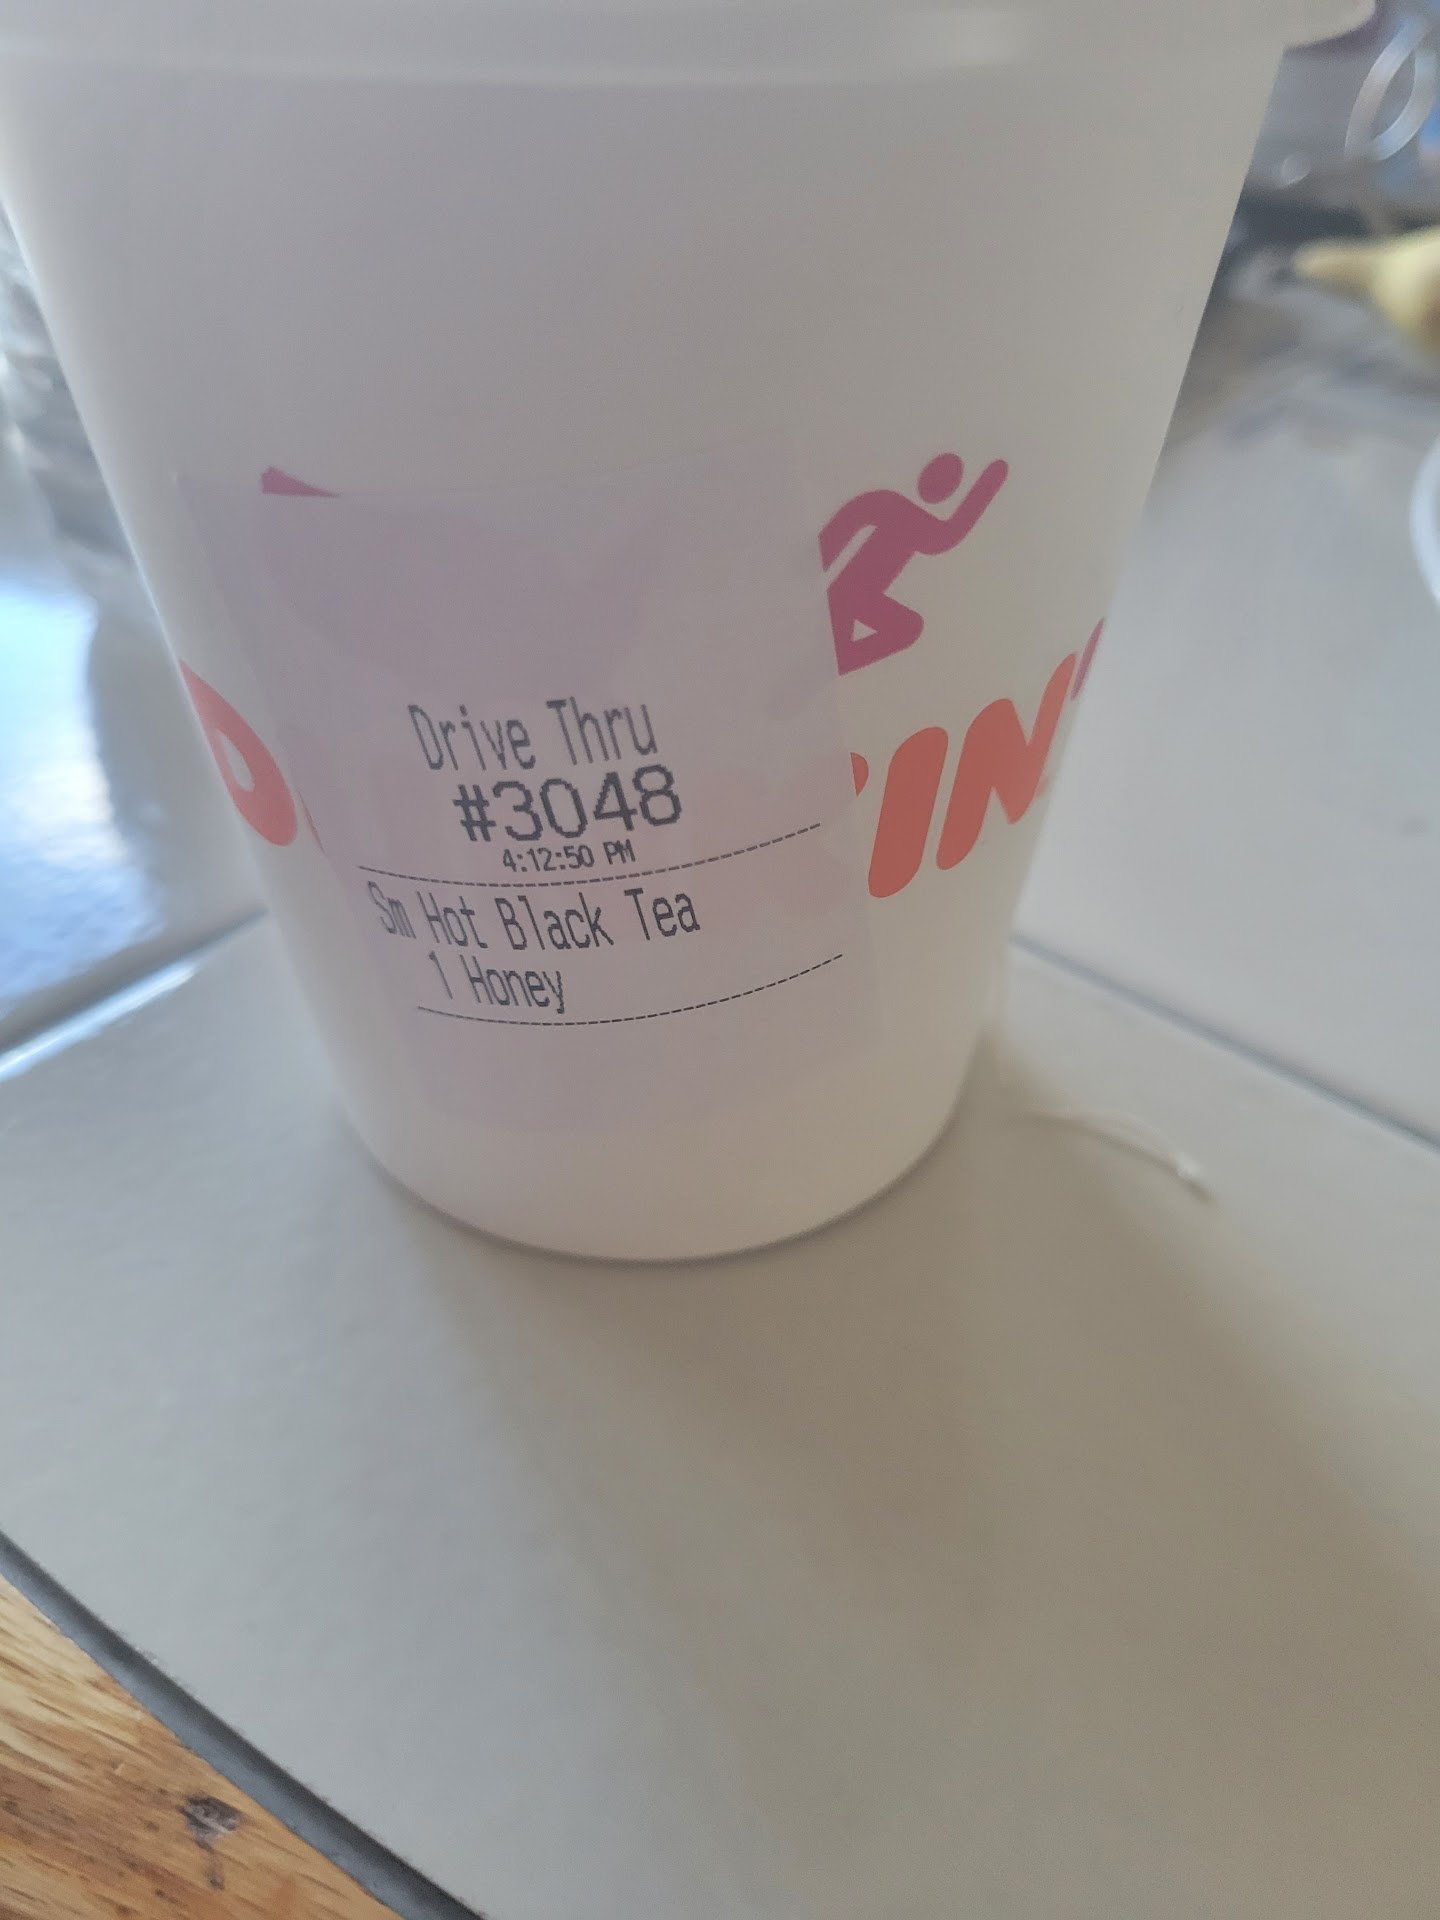 Drive Thru
#3048
4:12:50 PM
Sm Hot Black Tea
1 Honey